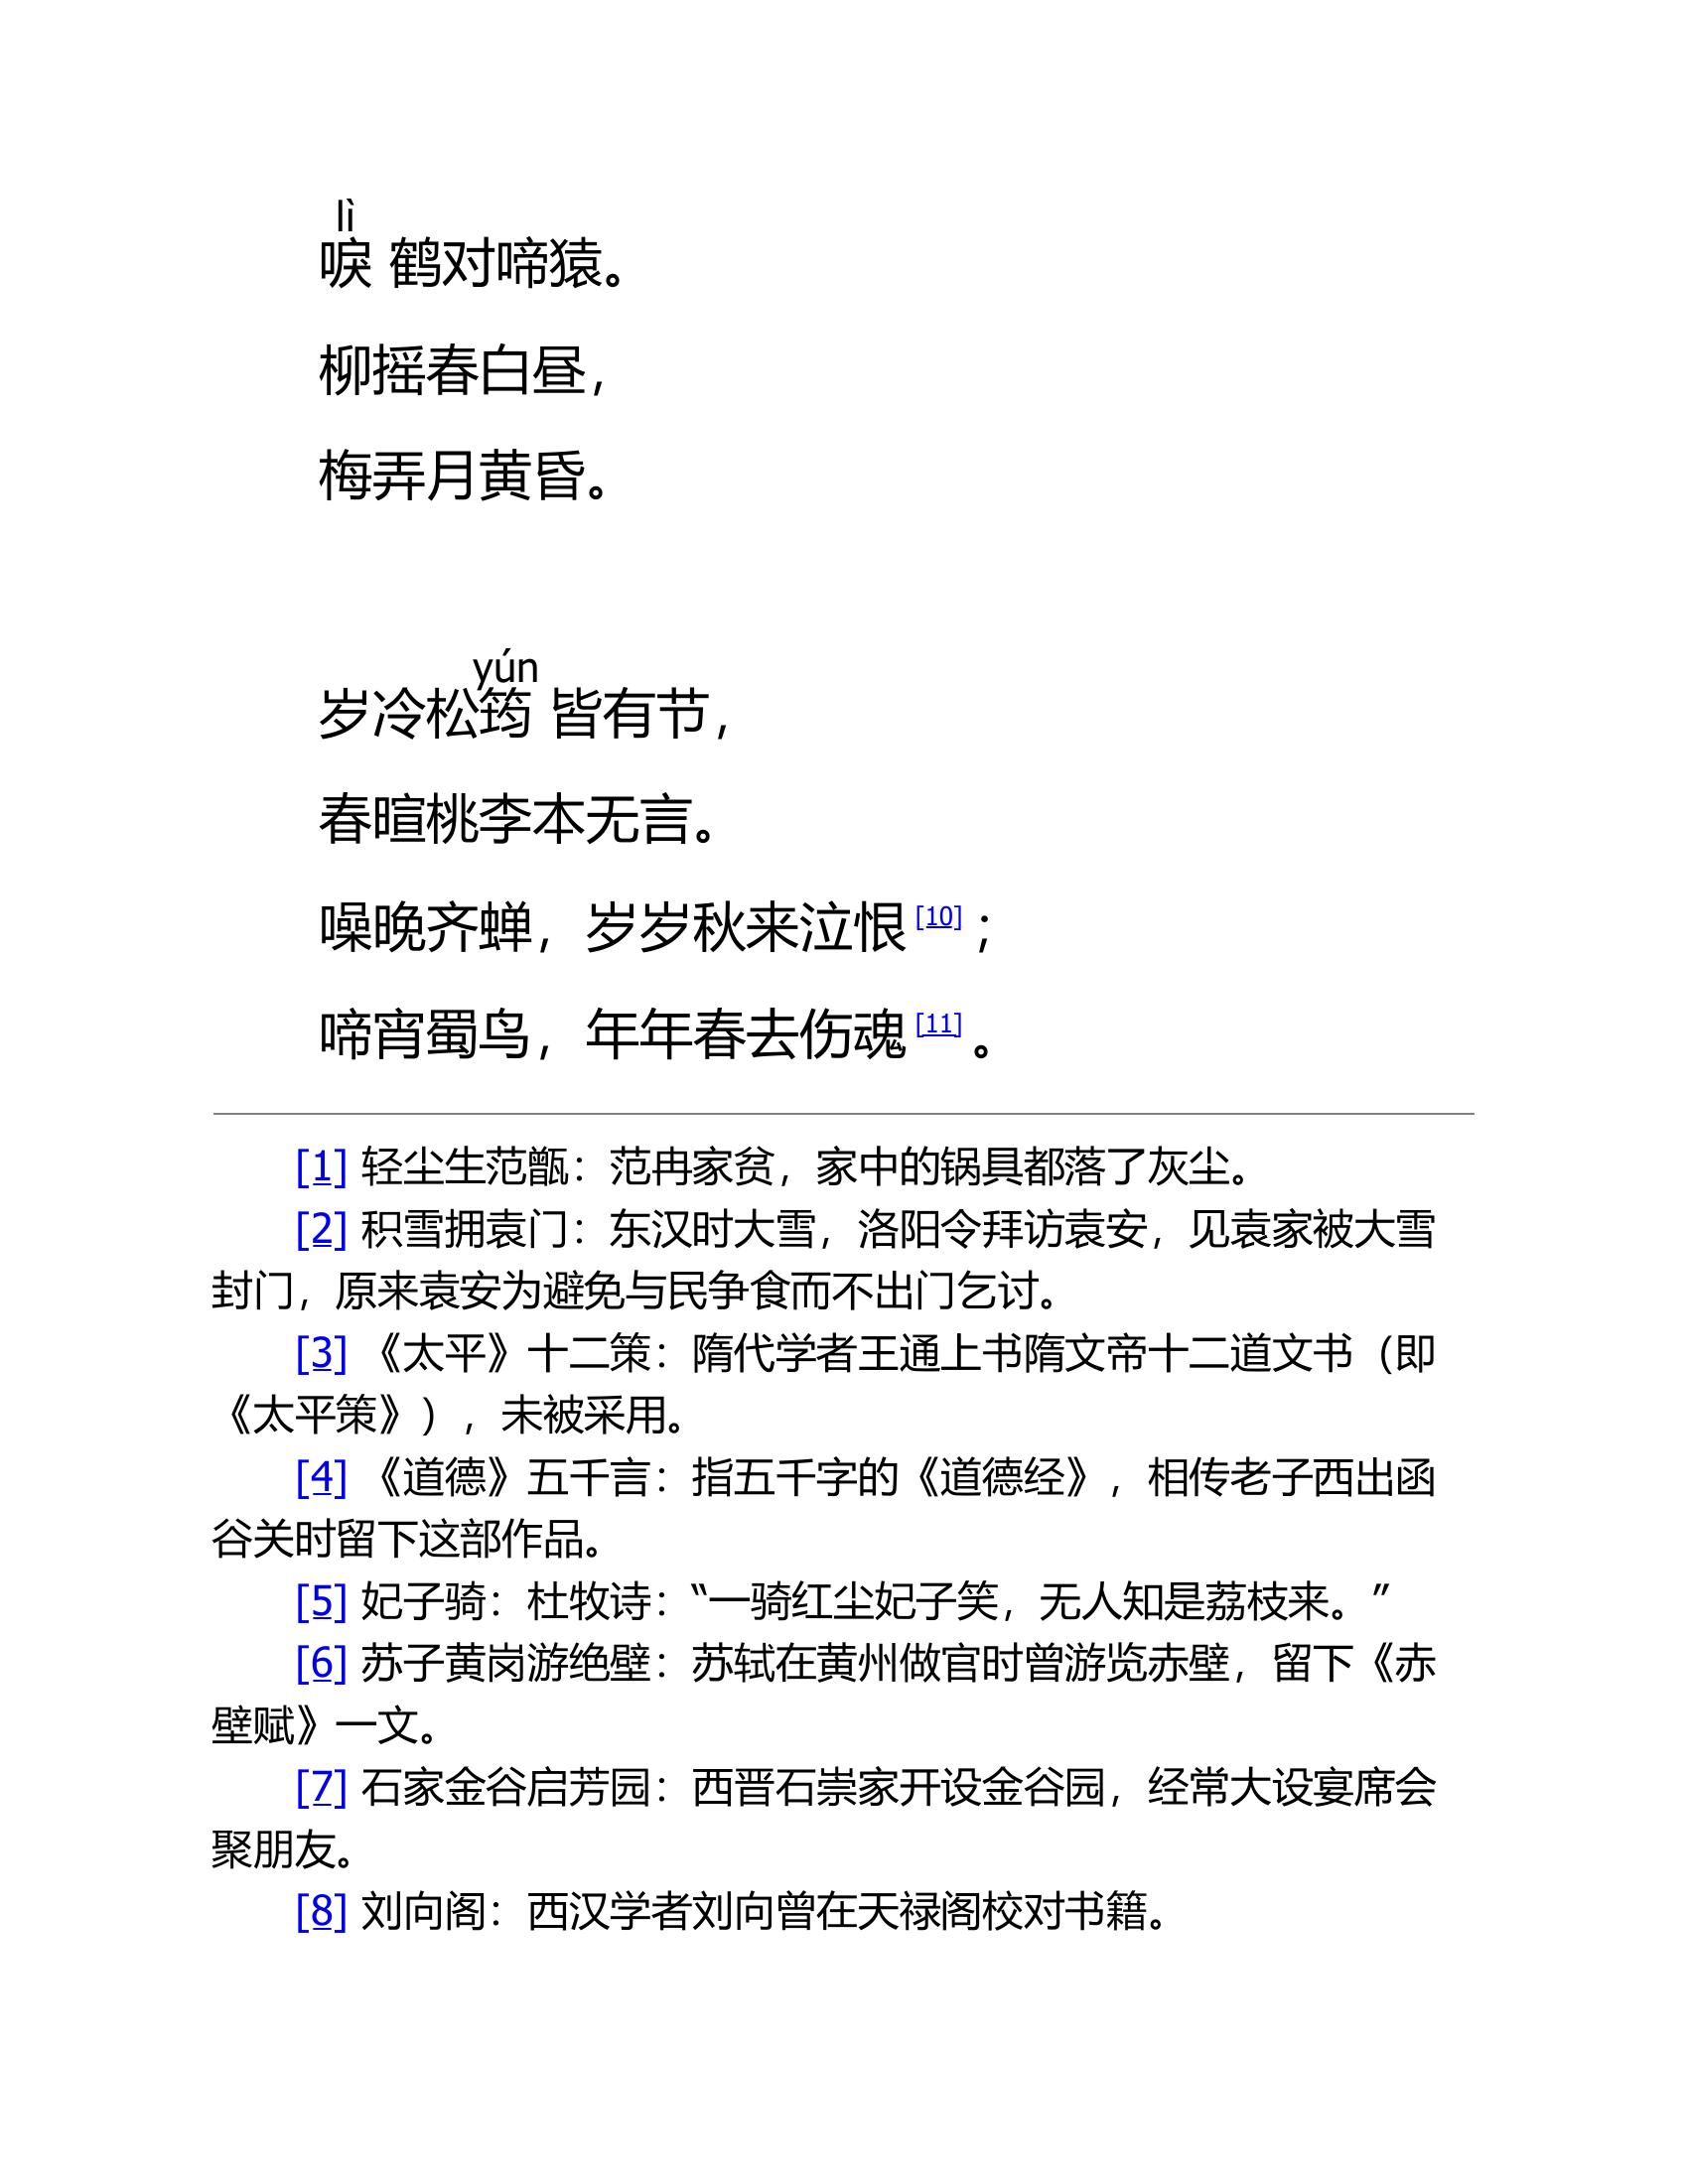 lì
唳 鹤对啼猿。
柳摇春白昼，
梅弄月黄昏。
yún
岁冷松筠 皆有节，
春暄桃李本无言。
噪晚齐蝉，岁岁秋来泣恨[10]；
啼宵蜀鸟，年年春去伤魂[11]。
[1] 轻尘生范甑：范冉家贫，家中的锅具都落了灰尘。
[2] 积雪拥袁门：东汉时大雪，洛阳令拜访袁安，见袁家被大雪
封门，原来袁安为避免与民争食而不出门乞讨。
[3] 《太平》十二策：隋代学者王通上书隋文帝十二道文书（即
《太平策》），未被采用。
[4] 《道德》五千言：指五千字的《道德经》，相传老子西出函
谷关时留下这部作品。
[5] 妃子骑：杜牧诗：“一骑红尘妃子笑，无人知是荔枝来。”
[6] 苏子黄岗游绝壁：苏轼在黄州做官时曾游览赤壁，留下《赤
壁赋》一文。
[7] 石家金谷启芳园：西晋石崇家开设金谷园，经常大设宴席会
聚朋友。
[8] 刘向阁：西汉学者刘向曾在天禄阁校对书籍。